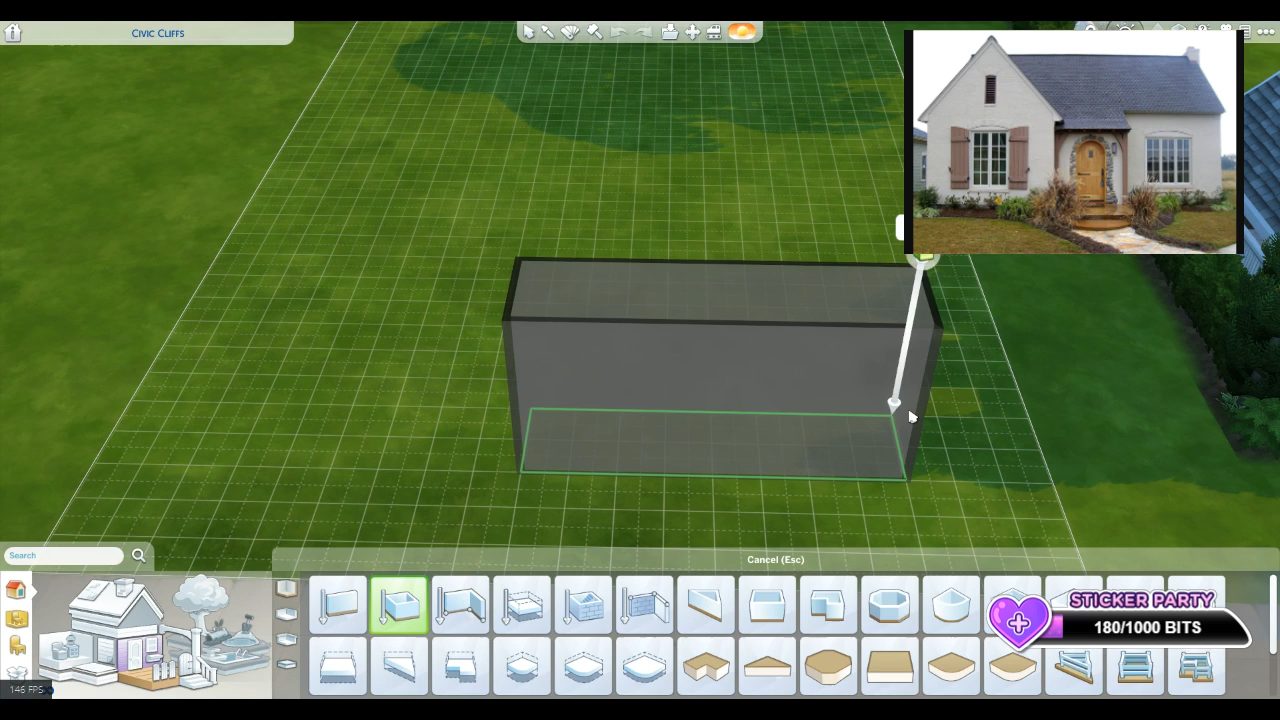 CIVIC CLIFFS
Search
Cancel (Esc)
STICKER PARTY
180/1000 BITS
146 FPS